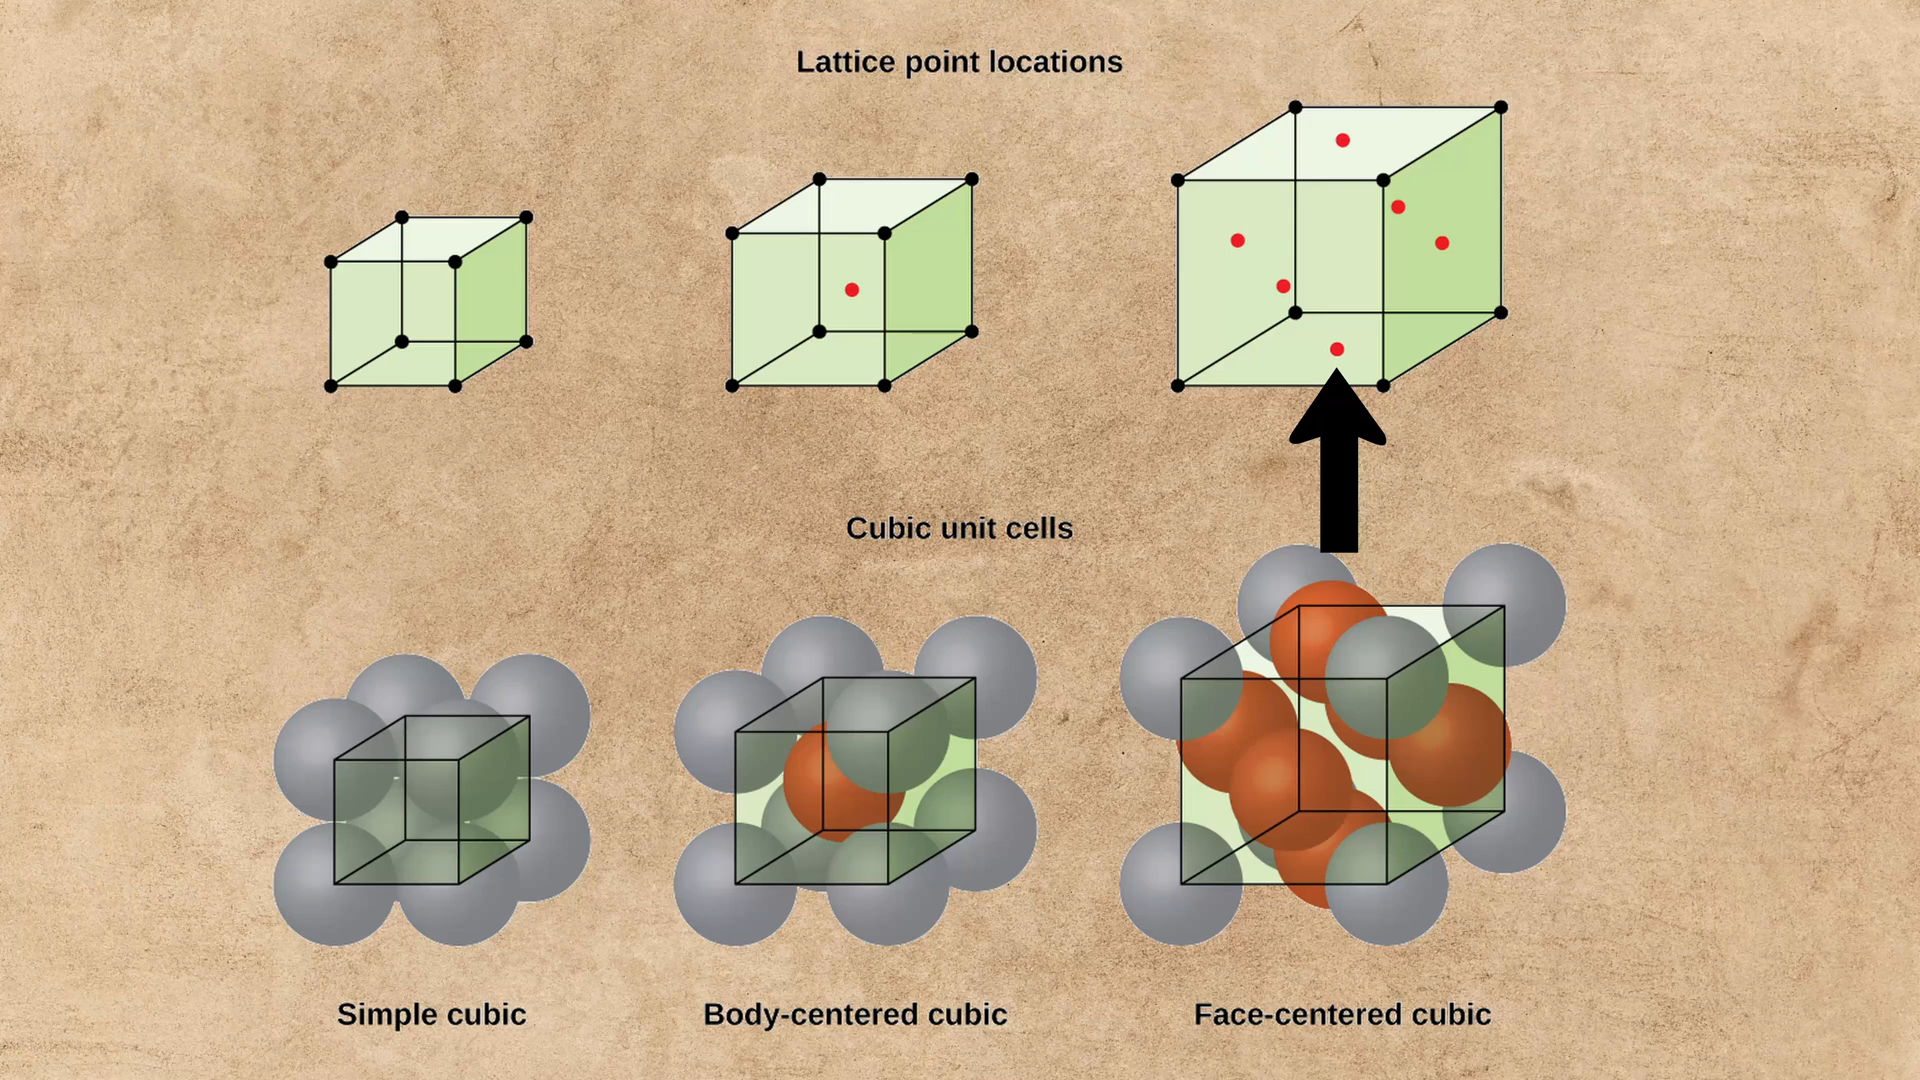 Lattice point locations
Cubic unit cells
Simple cubic
Body-centered cubic
Face-centered cubic